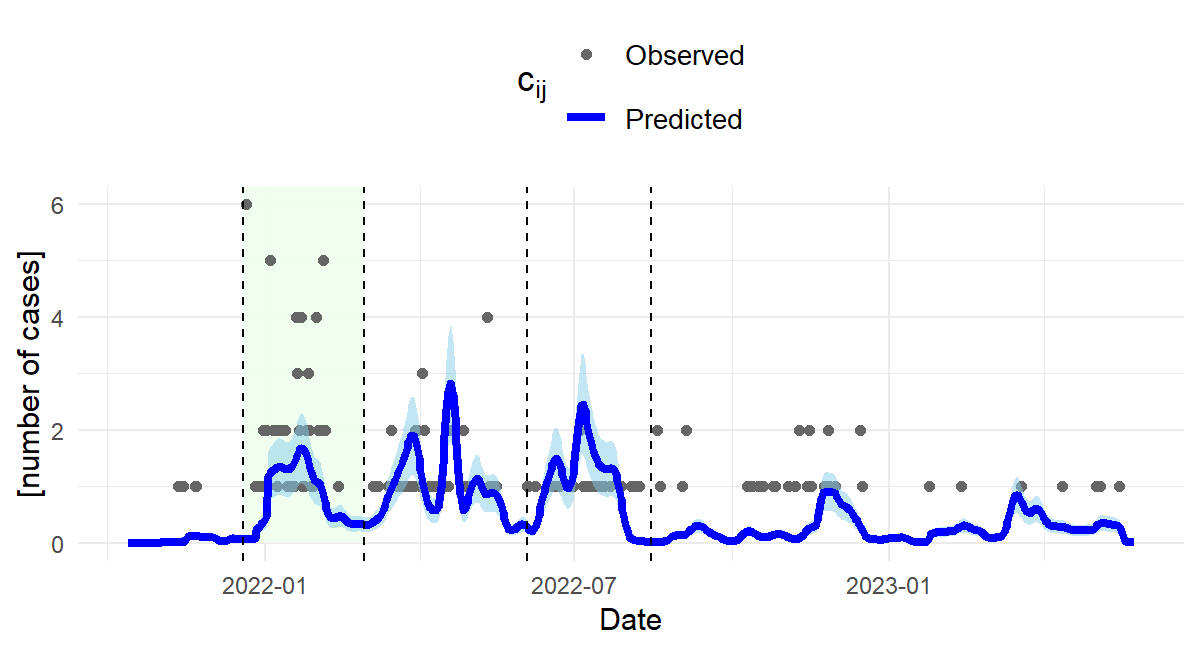 Observed
cij
Predicted
6
4
2
0
[number of cases]
2022-01 2022-07 2023-01
Date